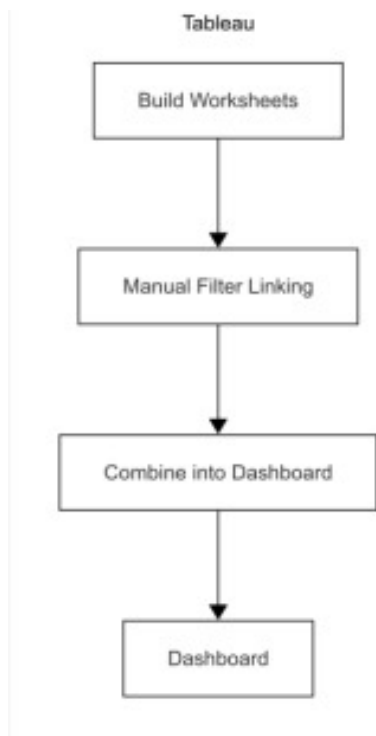 Tableau
Build Worksheets
Manual Filter Linking
Combine into Dashboard
Dashboard